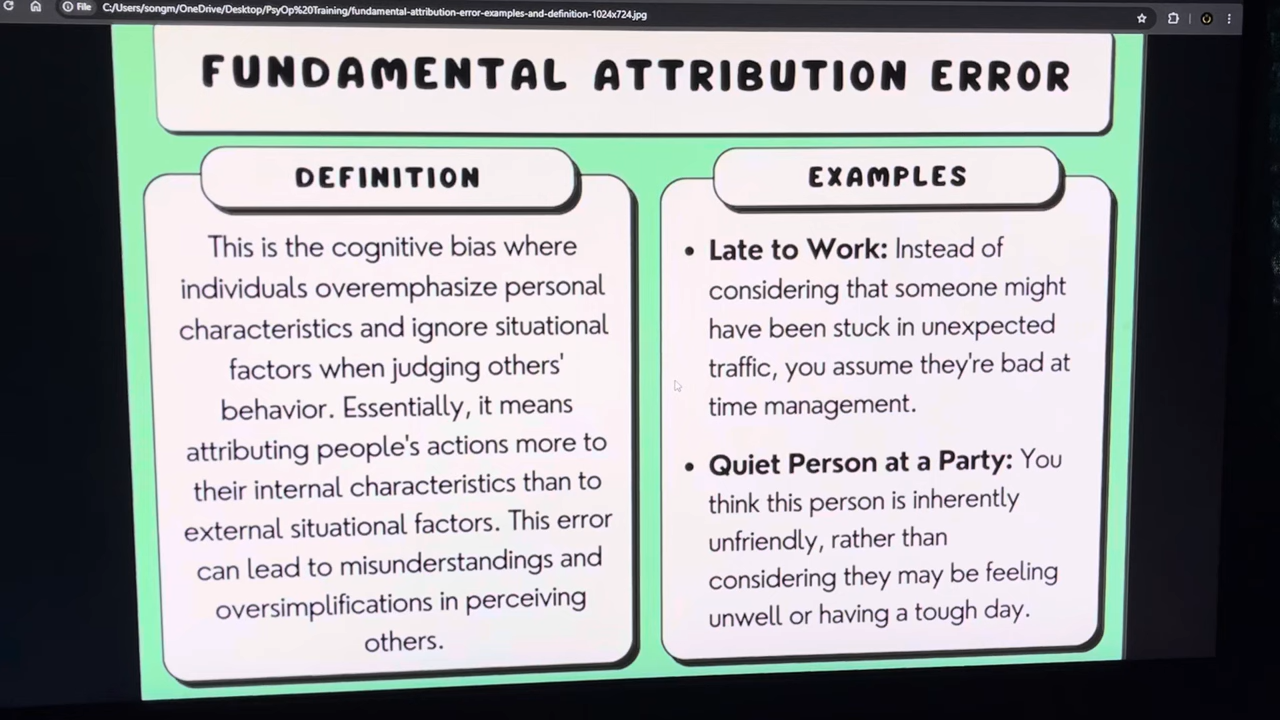 File C:/Users/songm/OneDrive/Desktop/PsyOp%20Training/fundamental-attribution-error-examples-and-definition-1024x724.jpg
FUNDAMENTAL ATTRIBUTION ERROR
DEFINITION
This is the cognitive bias where
individuals overemphasize personal
characteristics and ignore situational
factors when judging others'
behavior. Essentially, it means
attributing people's actions more to
their internal characteristics than to
external situational factors. This error
can lead to misunderstandings and
oversimplifications in perceiving
others.
EXAMPLES
• Late to Work: Instead of
considering that someone might
have been stuck in unexpected
traffic, you assume they're bad at
time management.
• Quiet Person at a Party: You
think this person is inherently
unfriendly, rather than
considering they may be feeling
unwell or having a tough day.